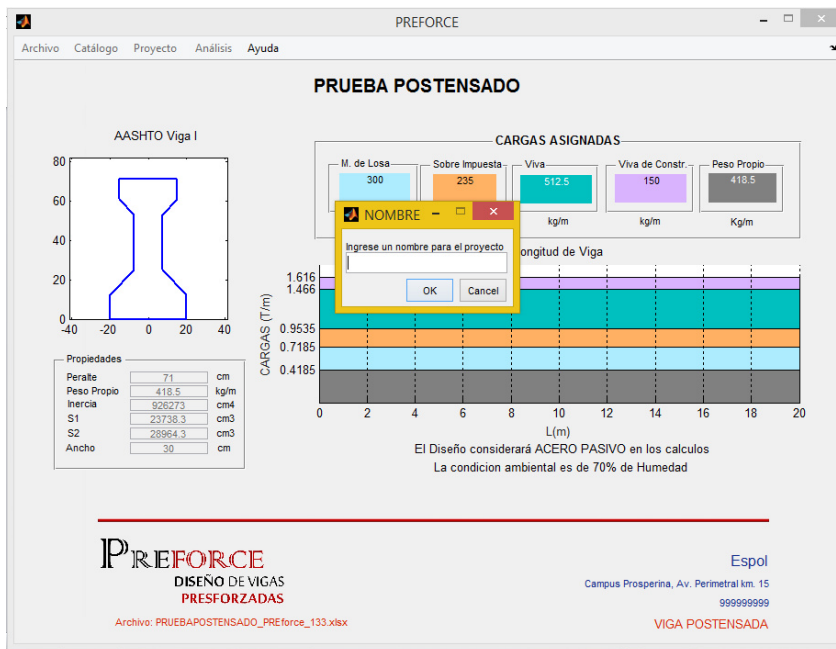 PREFORCE
Archivo Catálogo Proyecto Análisis Ayuda
PRUEBA POSTENSADO
AASHTO Viga I
80
60
40
20
0
-40 -20 0 20 40
CARGAS ASIGNADAS
M. de Losa Sobre Impuesta Viva Viva de Constr. Peso Propio
300 235 512.5 150 418.5
kg/m kg/m Kg/m
NOMBRE
Ingrese un nombre para el proyecto
OK Cancel
ongitud de Viga
1.616
1.466
0.9535
0.7185
0.4185
CARGAS (T/m)
0 2 4 6 8 10 12 14 16 18 20
L(m)
Propiedades
Peralte 71 cm
Peso Propio 418.5 kg/m
Inercia 926273 cm4
S1 23738.3 cm3
S2 28964.3 cm3
Ancho 30 cm
El Diseño considerará ACERO PASIVO en los calculos
La condicion ambiental es de 70% de Humedad
PREFORCE
DISEÑO DE VIGAS
PRESFORZADAS
Archivo: PRUEBAPOSTENSADO_PREforce_133.xlsx
Espol
Campus Prosperina, Av. Perimetral km. 15
999999999
VIGA POSTENSADA